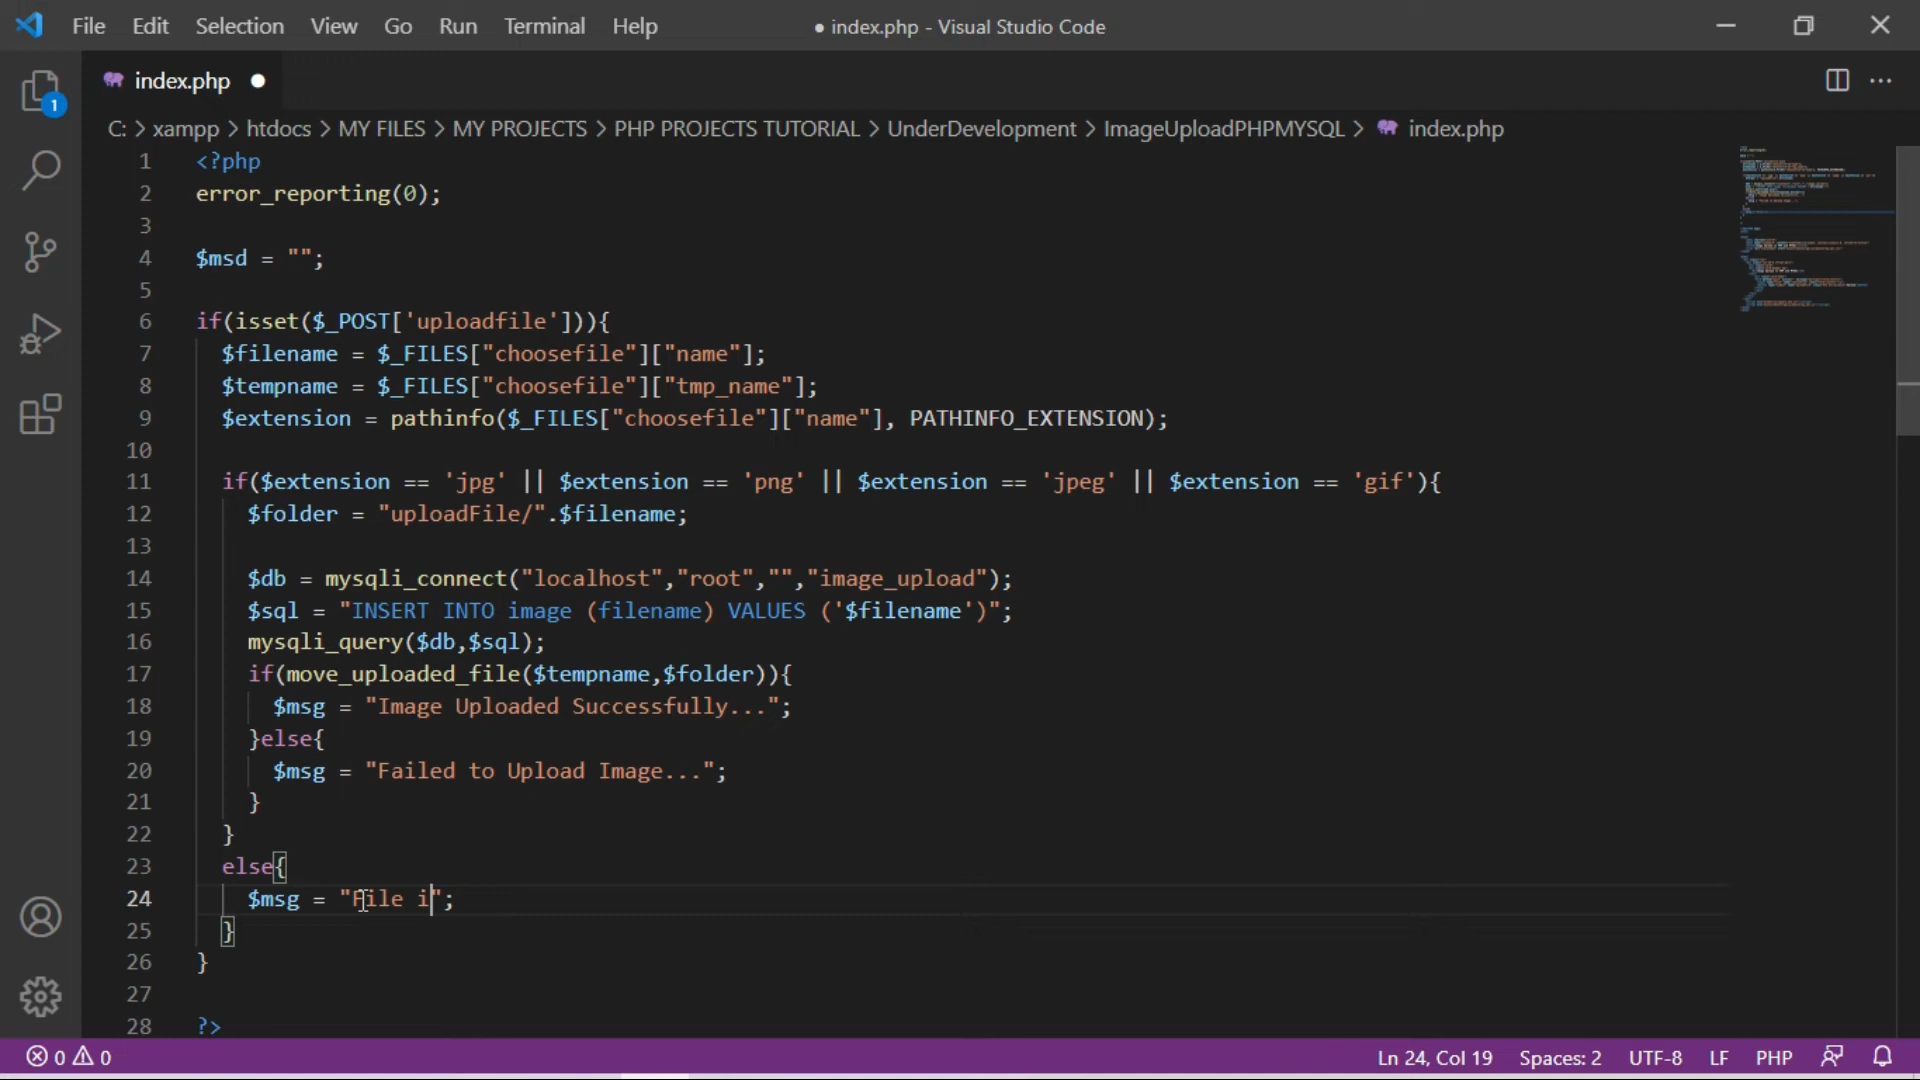 File Edit Selection View Go Run Terminal Help ● index.php - Visual Studio Code
index.php ●
C: > xampp > htdocs > MY FILES > MY PROJECTS > PHP PROJECTS TUTORIAL > UnderDevelopment > ImageUploadPHPMYSQL > index.php
1 <?php
2 error_reporting(0);
3
4 $msd = "";
5
6 if(isset($_POST['uploadfile'])){
7 $filename = $_FILES["choosefile"]["name"];
8 $tempname = $_FILES["choosefile"]["tmp_name"];
9 $extension = pathinfo($_FILES["choosefile"]["name"], PATHINFO_EXTENSION);
10
11 if($extension == 'jpg' || $extension == 'png' || $extension == 'jpeg' || $extension == 'gif'){
12 $folder = "uploadFile/".$filename;
13
14 $db = mysqli_connect("localhost","root","","image_upload");
15 $sql = "INSERT INTO image (filename) VALUES ('$filename')";
16 mysqli_query($db,$sql);
17 if(move_uploaded_file($tempname,$folder)){
18 $msg = "Image Uploaded Successfully...";
19 }else{
20 $msg = "Failed to Upload Image...";
21 }
22 }
23 else{
24 $msg = "File i";
25 }
26 }
27
28 ?>
1
0 0 Ln 24, Col 19 Spaces: 2 UTF-8 LF PHP